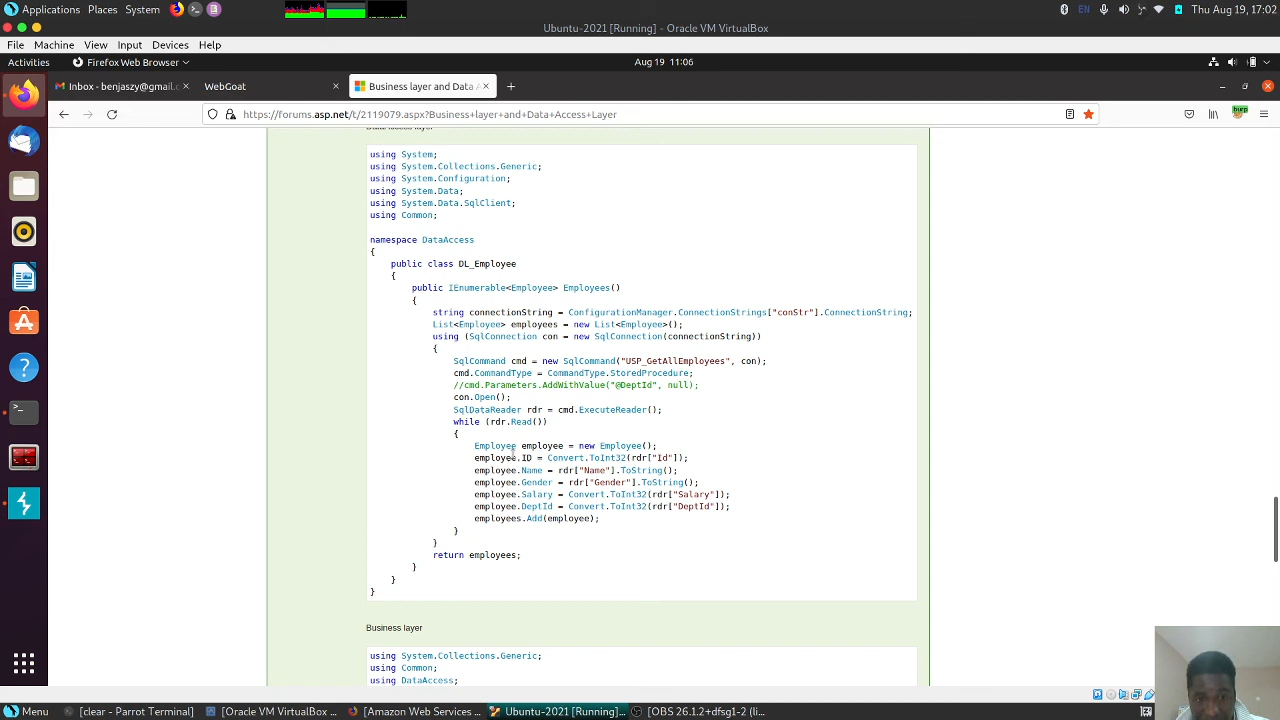 Applications Places System
Thu Aug 19, 17:02
EN
Ubuntu-2021 [Running] - Oracle VM VirtualBox
File Machine View Input Devices Help
Activities Firefox Web Browser
Aug 19 11:06
Inbox - benjaszy@gmail.c
WebGoat
Business layer and Data A
https://forums.asp.net/t/2119079.aspx?Business+layer+and+Data+Access+Layer
burp
Data access layer
using System;
using System.Collections.Generic;
using System.Configuration;
using System.Data;
using System.Data.SqlClient;
using Common;
namespace DataAccess
{
public class DL_Employee
{
public IEnumerable<Employee> Employees()
{
string connectionString = ConfigurationManager.ConnectionStrings["conStr"].ConnectionString;
List<Employee> employees = new List<Employee>();
using (SqlConnection con = new SqlConnection(connectionString))
{
SqlCommand cmd = new SqlCommand("USP_GetAllEmployees", con);
cmd.CommandType = CommandType.StoredProcedure;
//cmd.Parameters.AddWithValue("@DeptId", null);
con.Open();
SqlDataReader rdr = cmd.ExecuteReader();
while (rdr.Read())
{
Employee employee = new Employee();
employee.ID = Convert.ToInt32(rdr["Id"]);
employee.Name = rdr["Name"].ToString();
employee.Gender = rdr["Gender"].ToString();
employee.Salary = Convert.ToInt32(rdr["Salary"]);
employee.DeptId = Convert.ToInt32(rdr["DeptId"]);
employees.Add(employee);
}
}
return employees;
}
}
}
Business layer
using System.Collections.Generic;
using Common;
using DataAccess;
Menu
[clear - Parrot Terminal]
[Oracle VM VirtualBox ...
[Amazon Web Services ...
Ubuntu-2021 [Running]...
[OBS 26.1.2+dfsg1-2 (li...